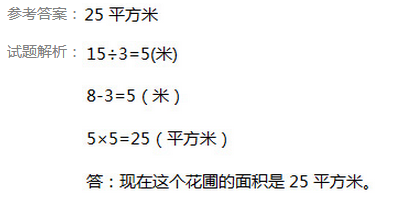 参考答案： 25 平方米
试题解析： 15÷3=5(米)
8-3=5（米）
5×5=25（平方米）
答：现在这个花圃的面积是 25 平方米。